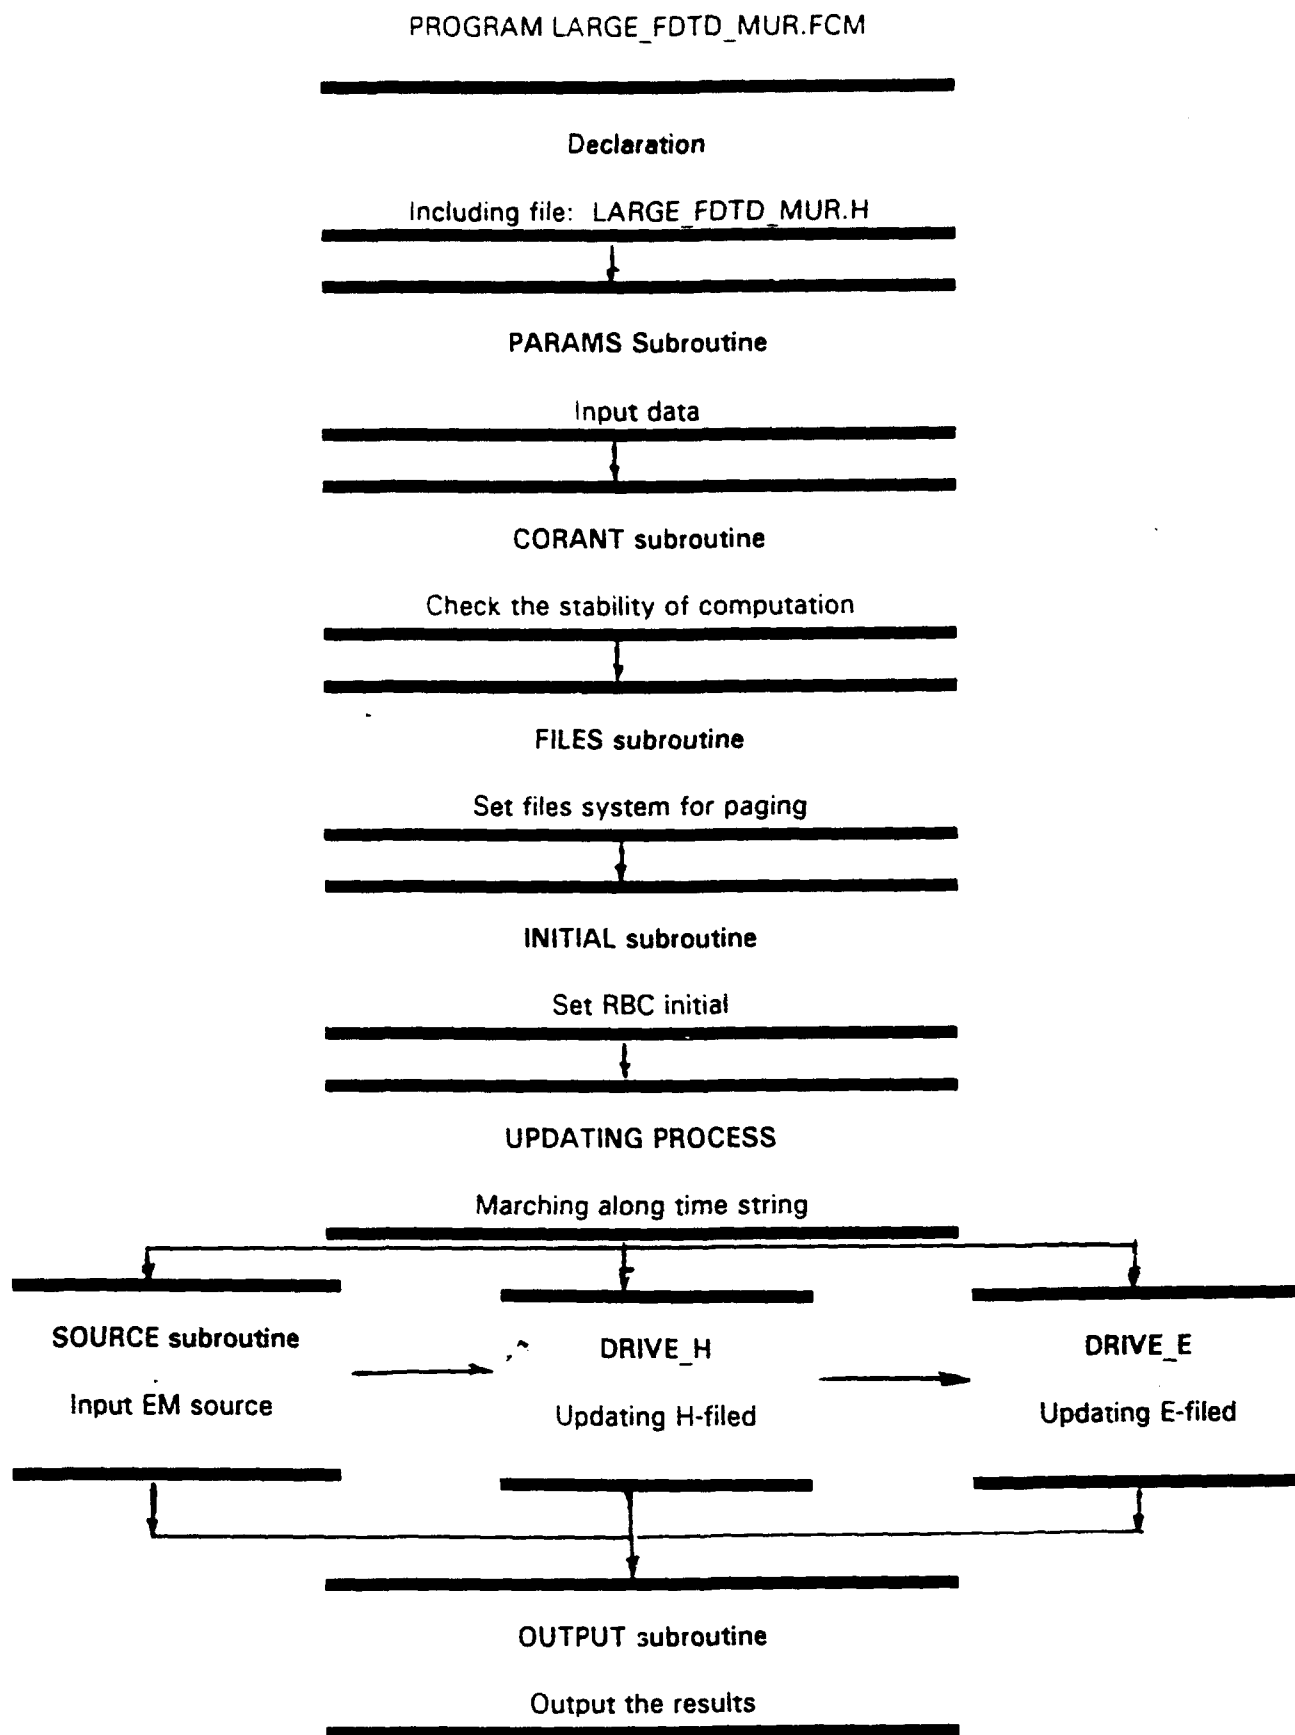 PROGRAM LARGE_FDTD_MUR.FCM
Declaration
Including file: LARGE_FDTD_MUR.H
PARAMS Subroutine
Input data
CORANT subroutine
Check the stability of computation
FILES subroutine
Set files system for paging
INITIAL subroutine
Set RBC initial
UPDATING PROCESS
Marching along time string
SOURCE subroutine
Input EM source
DRIVE_H
Updating H-filed
DRIVE_E
Updating E-filed
OUTPUT subroutine
Output the results